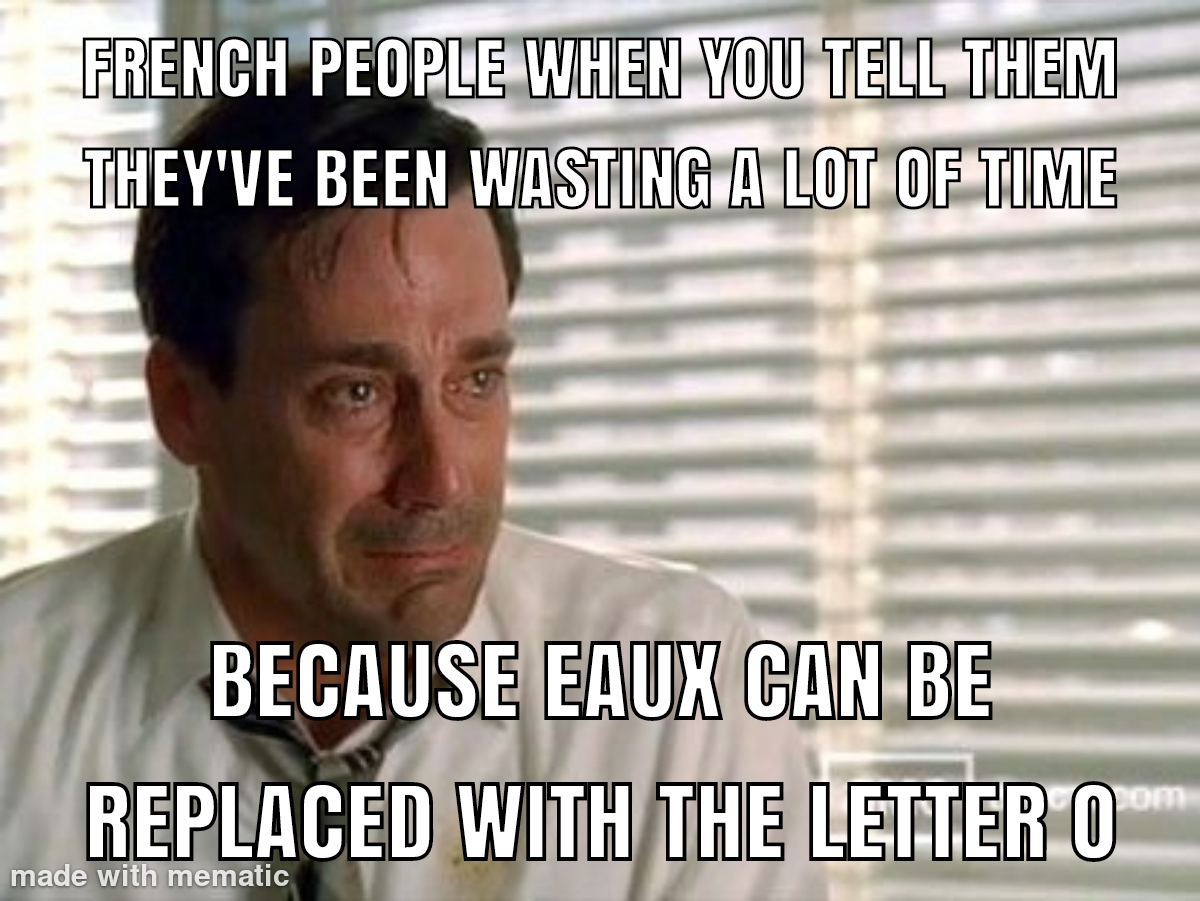 FRENCH PEOPLE WHEN YOU TELL THEM
THEY'VE BEEN WASTING A LOT OF TIME
BECAUSE EAUX CAN BE
REPLACED WITH THE LETTER O
made with mematic